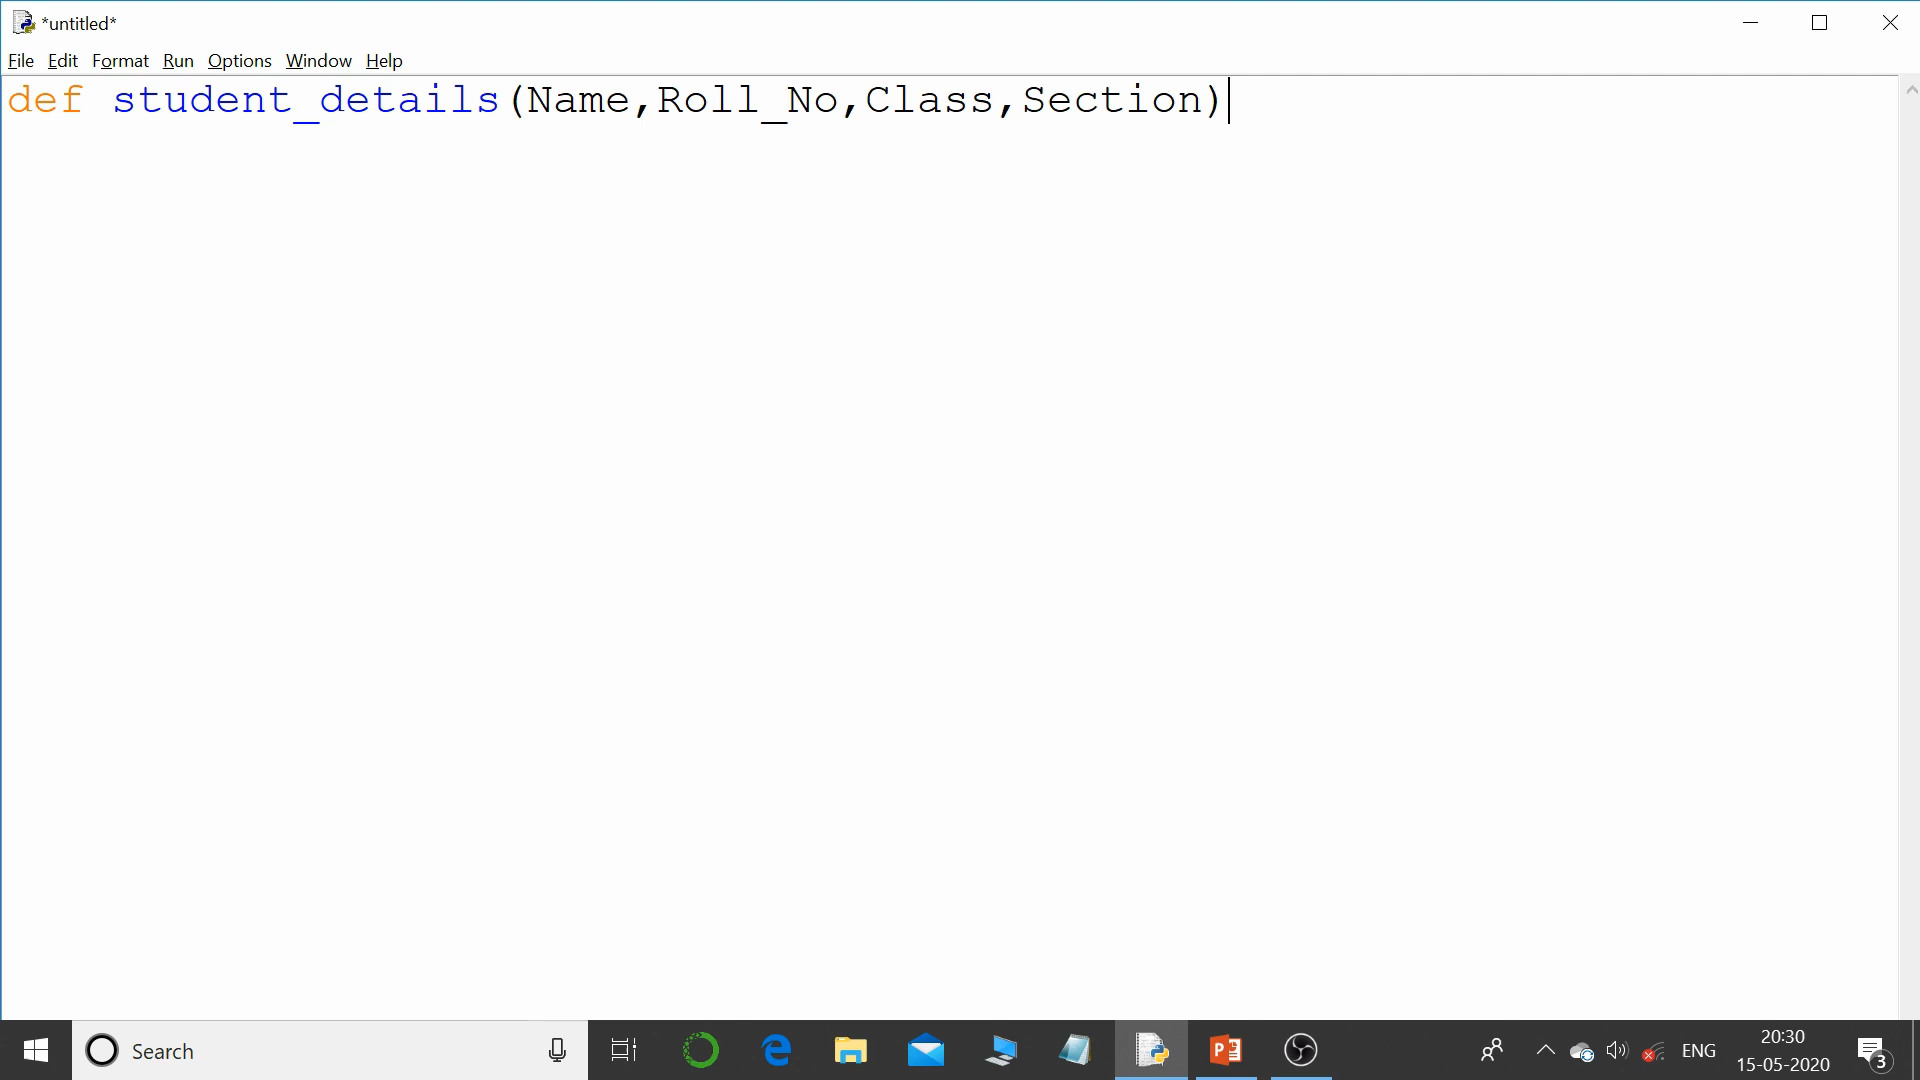 *untitled*
File Edit Format Run Options Window Help
def student_details(Name,Roll_No,Class,Section)
Search
ENG
20:30
15-05-2020
3